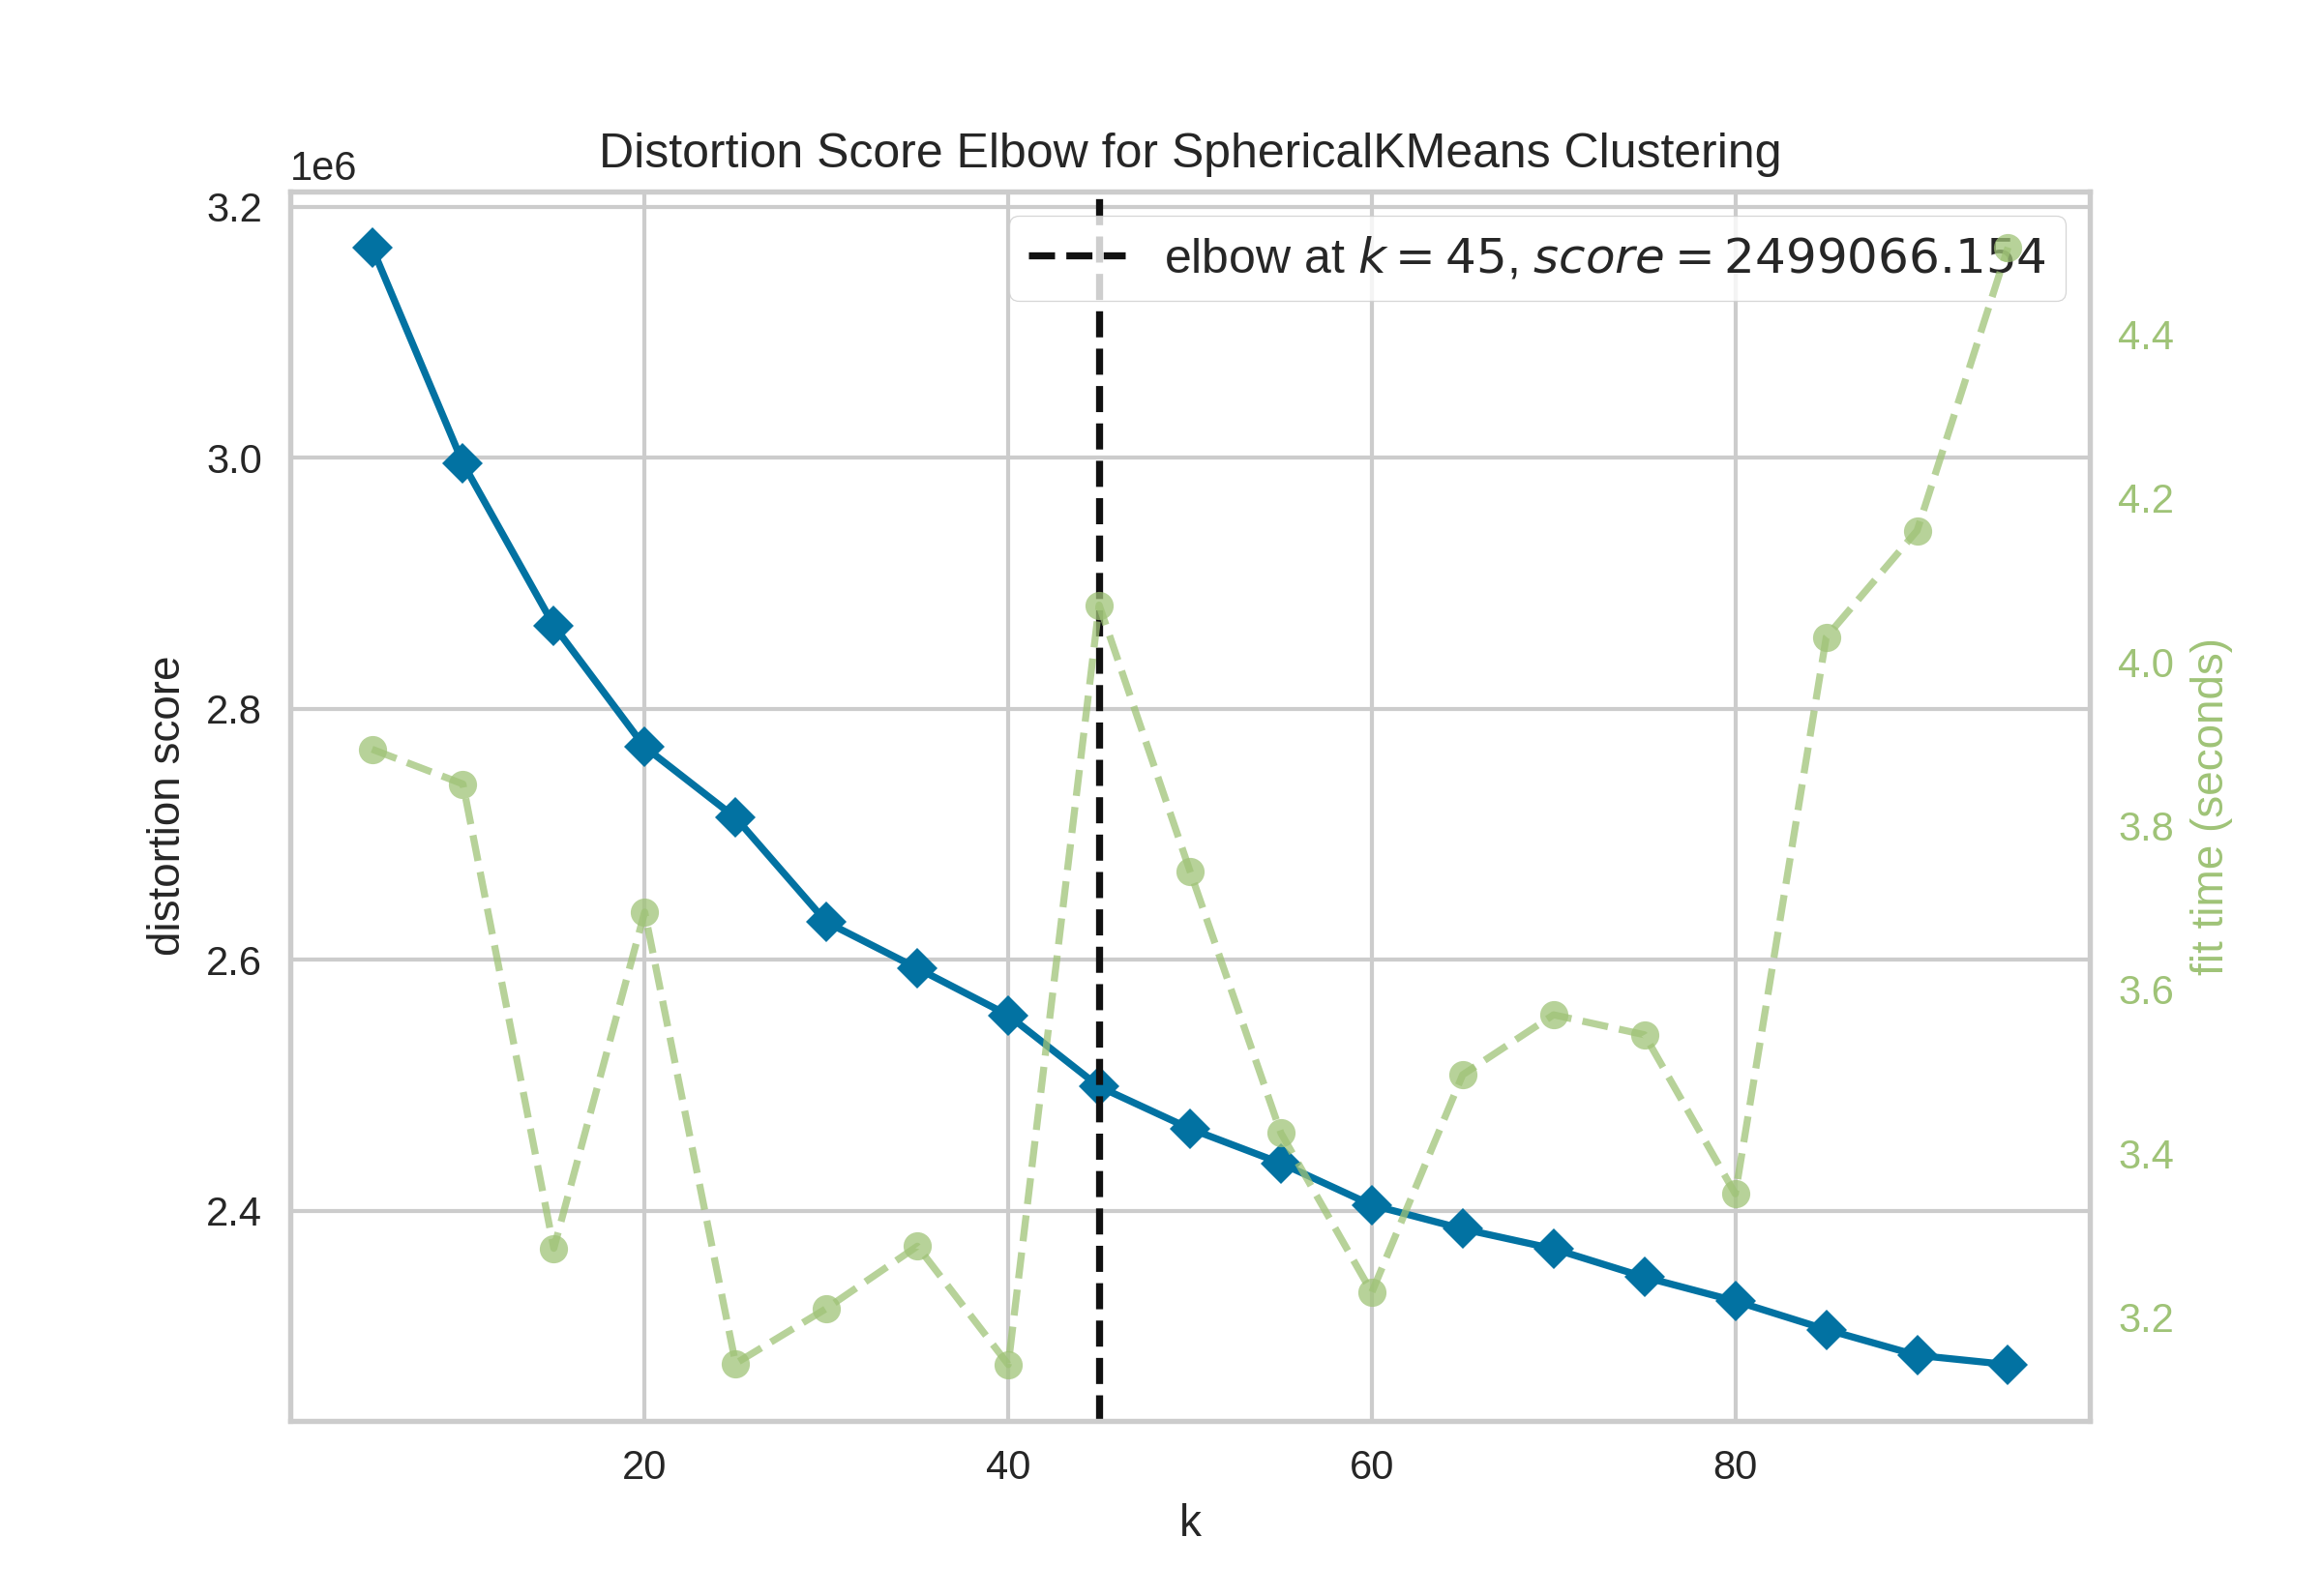 Distortion Score Elbow for SphericalKMeans Clustering
1e6
elbow at k = 45, score = 2499066.154
3.2
3.0
2.8
2.6
2.4
distortion score
4.4
4.2
4.0
3.8
3.6
3.4
3.2
fit time (seconds)
20 40 60 80
k